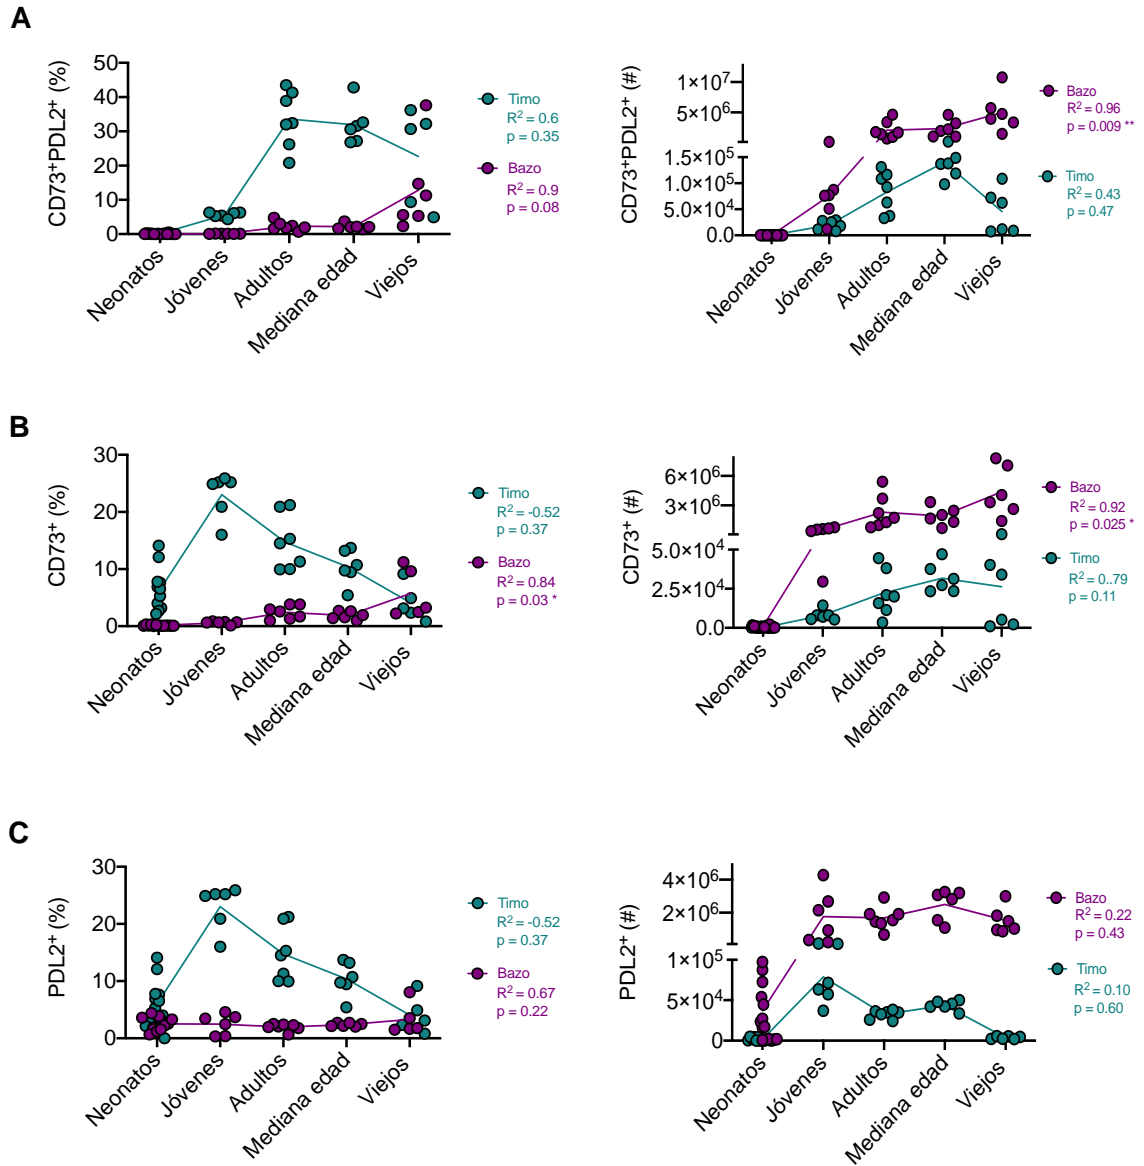 A
CD73⁺PDL2⁺ (%)
50
40
30
20
10
0
Neonatos
Jóvenes
Adultos
Mediana edad
Viejos
Timo
R² = 0.6
p = 0.35
Bazo
R² = 0.9
p = 0.08
CD73⁺PDL2⁺ (#)
1×10⁷
5×10⁶
1.5×10⁵
1.0×10⁵
5.0×10⁴
0.0
Neonatos
Jóvenes
Adultos
Mediana edad
Viejos
Bazo
R² = 0.96
p = 0.009 **
Timo
R² = 0.43
p = 0.47
B
CD73⁺ (%)
30
20
10
0
Neonatos
Jóvenes
Adultos
Mediana edad
Viejos
Timo
R² = -0.52
p = 0.37
Bazo
R² = 0.84
p = 0.03 *
CD73⁺ (#)
6×10⁶
3×10⁶
5.0×10⁴
2.5×10⁴
0.0
Neonatos
Jóvenes
Adultos
Mediana edad
Viejos
Bazo
R² = 0.92
p = 0.025 *
Timo
R² = 0..79
p = 0.11
C
PDL2⁺ (%)
30
20
10
0
Neonatos
Jóvenes
Adultos
Mediana edad
Viejos
Timo
R² = -0.52
p = 0.37
Bazo
R² = 0.67
p = 0.22
PDL2⁺ (#)
4×10⁶
2×10⁶
1×10⁵
5×10⁴
0
Neonatos
Jóvenes
Adultos
Mediana edad
Viejos
Bazo
R² = 0.22
p = 0.43
Timo
R² = 0.10
p = 0.60